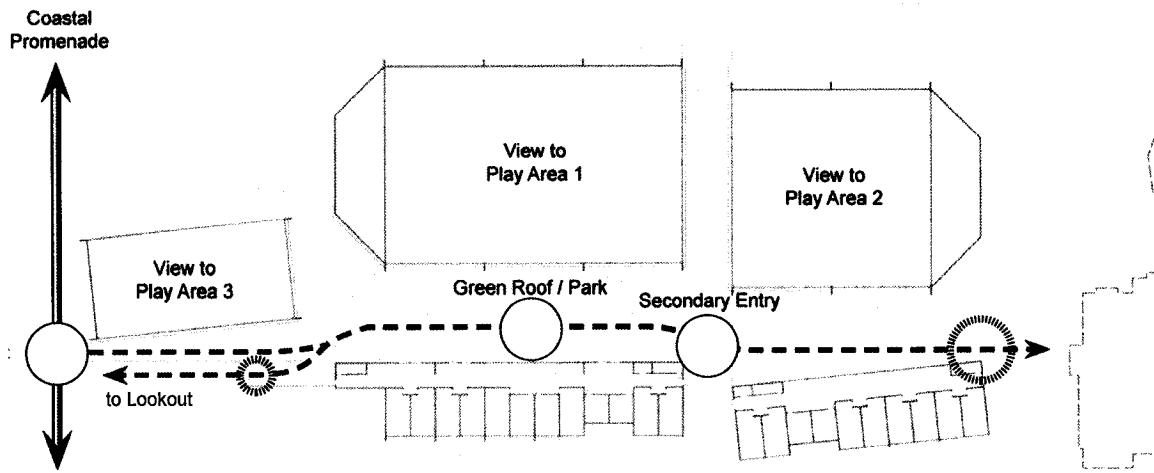 Coastal
Promenade
View to
Play Area 1
View to
Play Area 2
View to
Play Area 3
Green Roof / Park
Secondary Entry
to Lookout